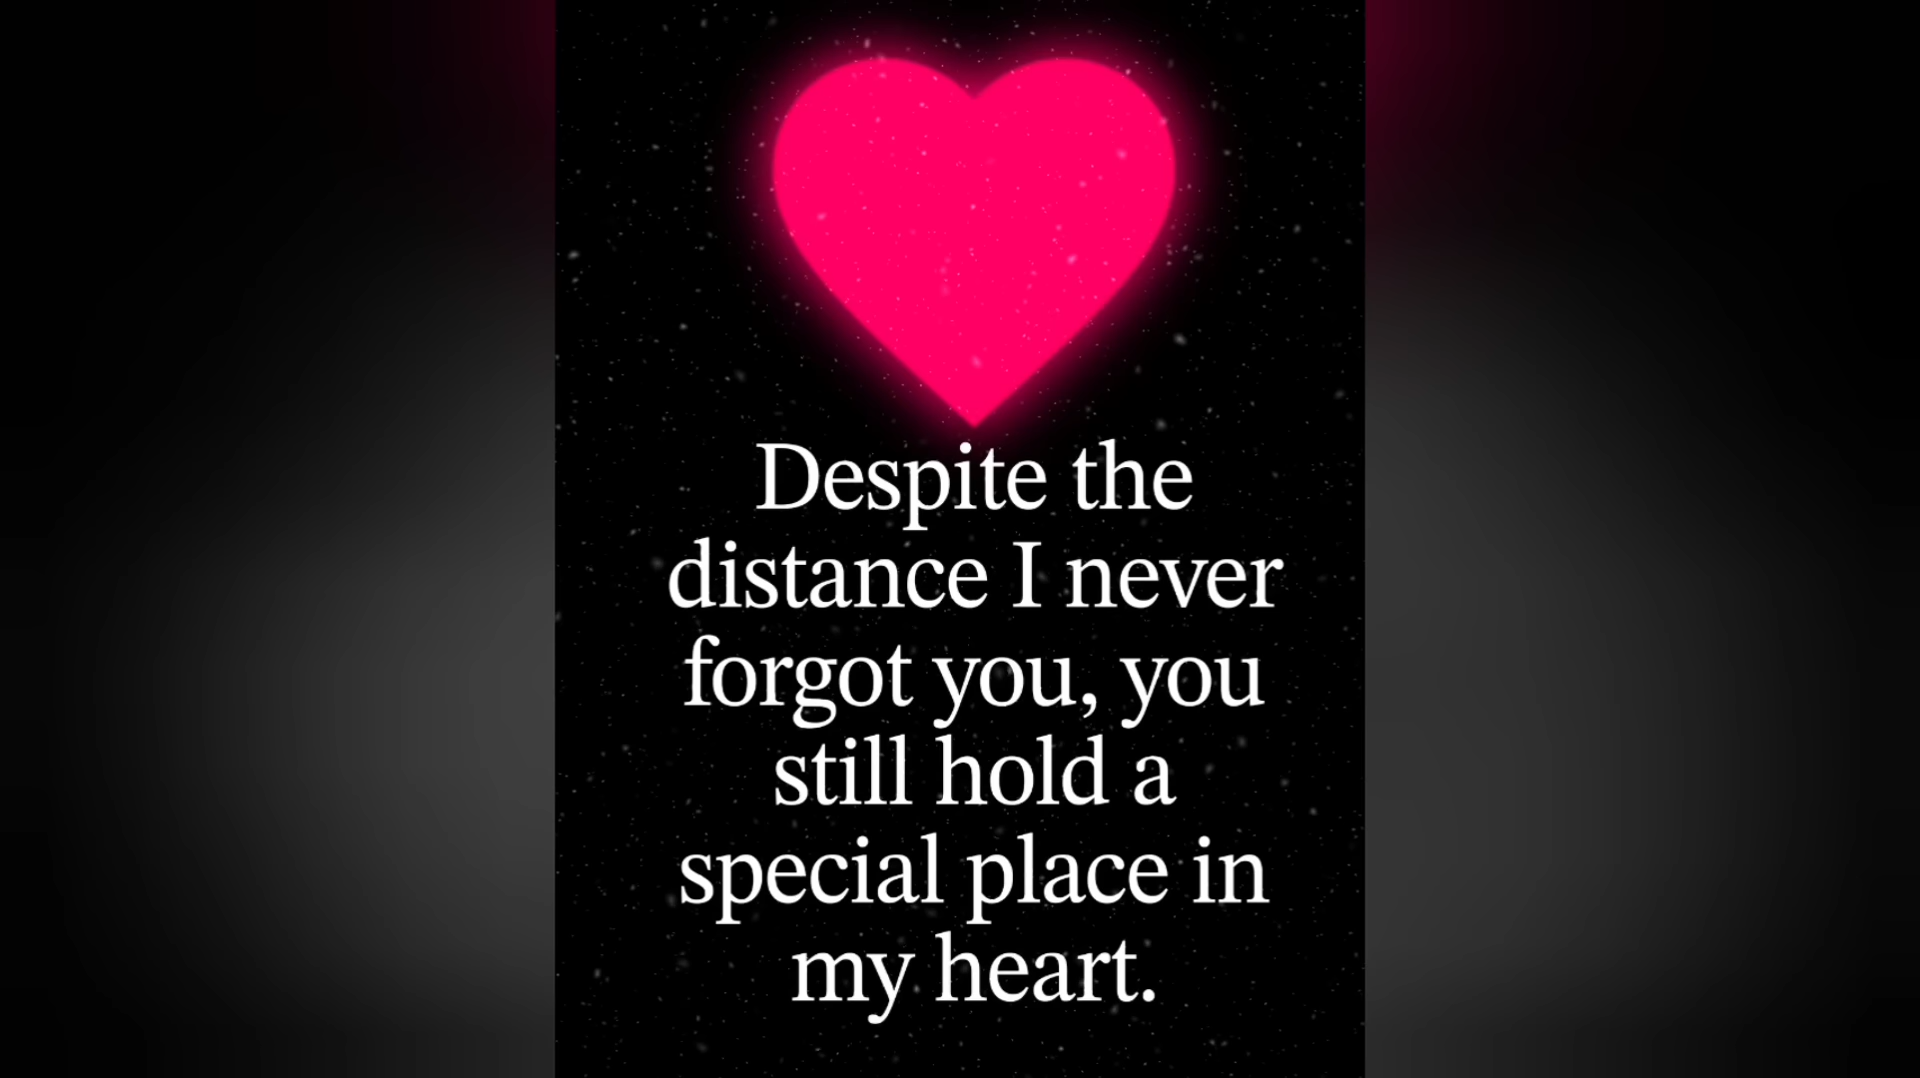 Despite the
distance I never
forgot you, you
still hold a
special place in
my heart.